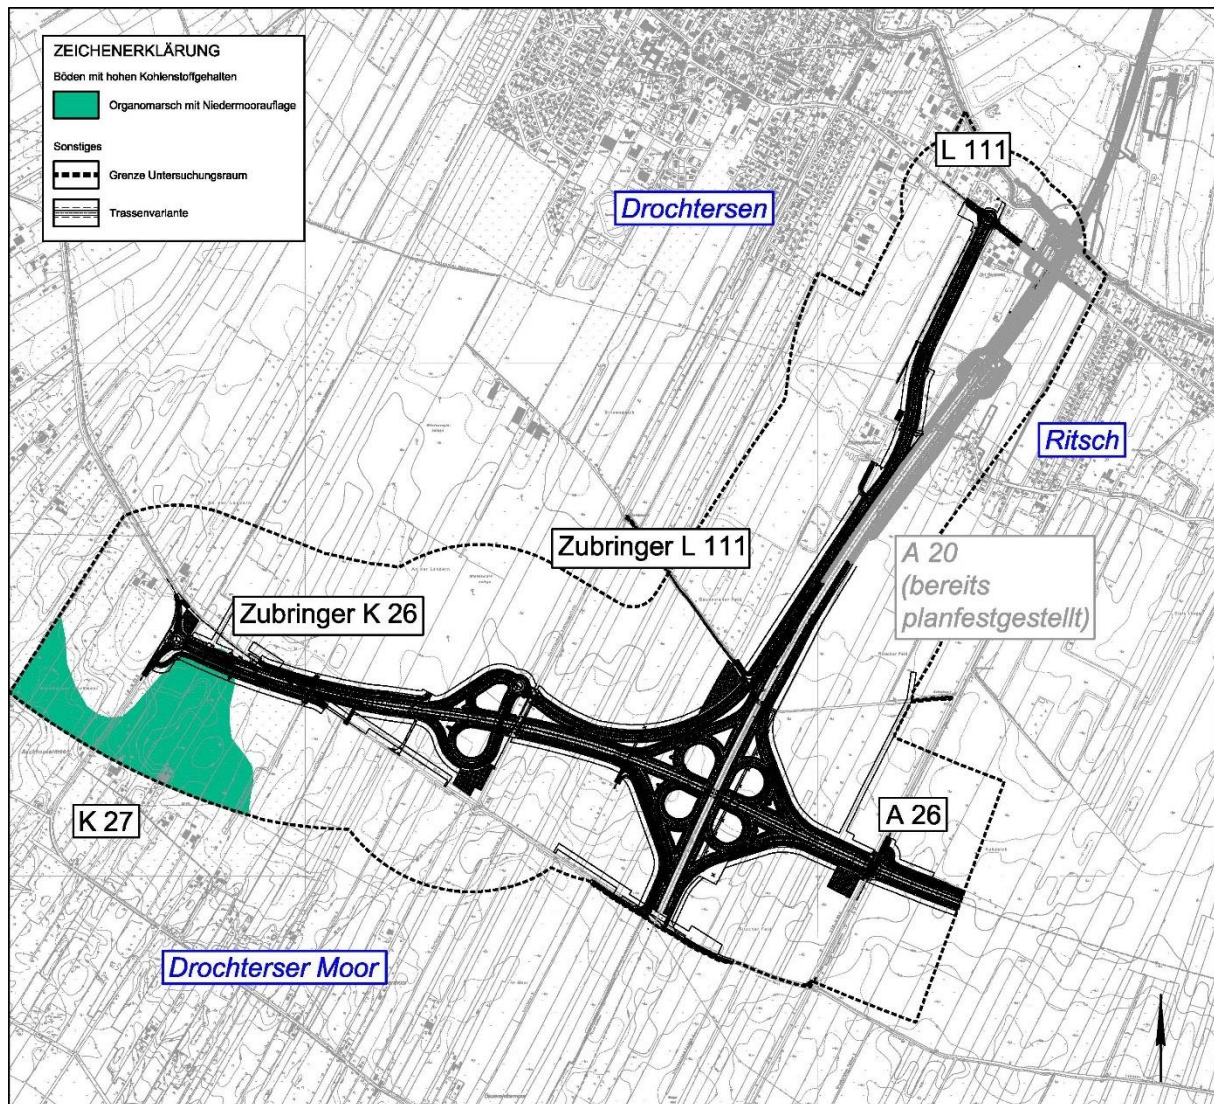 ZEICHENERKLÄRUNG
Böden mit hohen Kohlenstoffgehalten
Organomarsch mit Niedermoorauflage
Sonstiges
Grenze Untersuchungsraum
Trassenvariante
L 111
Drochtersen
Ritsch
Zubringer L 111
A 20
(bereits
planfestgestellt)
Zubringer K 26
K 27
A 26
Drochterser Moor